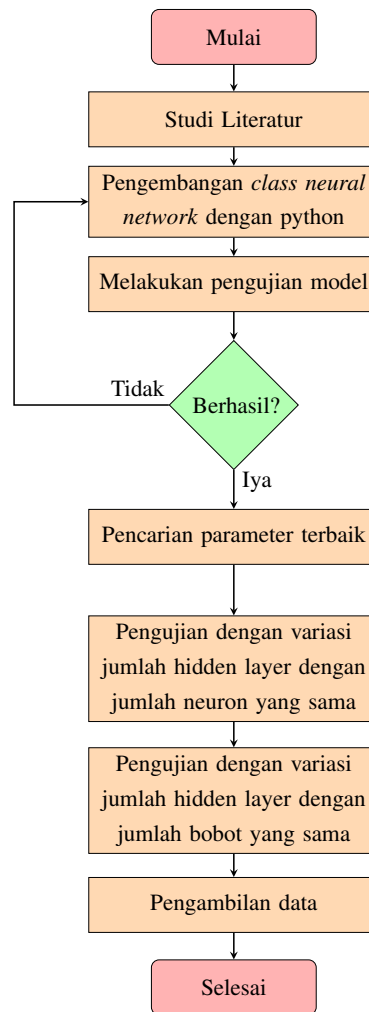 Mulai
Studi Literatur
Pengembangan class neural
network dengan python
Melakukan pengujian model
Tidak
Berhasil?
Iya
Pencarian parameter terbaik
Pengujian dengan variasi
jumlah hidden layer dengan
jumlah neuron yang sama
Pengujian dengan variasi
jumlah hidden layer dengan
jumlah bobot yang sama
Pengambilan data
Selesai